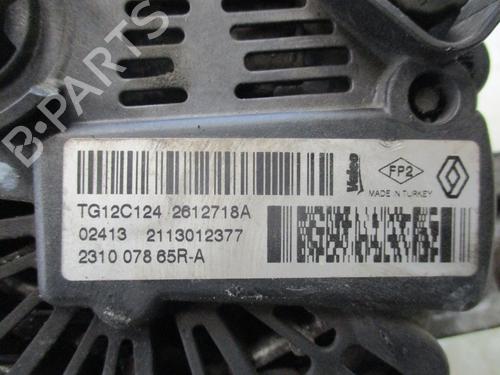 B-PARTS
Valeo
FP2
MADE IN TURKEY
TG12C124 2612718A
02413 2113012377
2310 078 65R-A